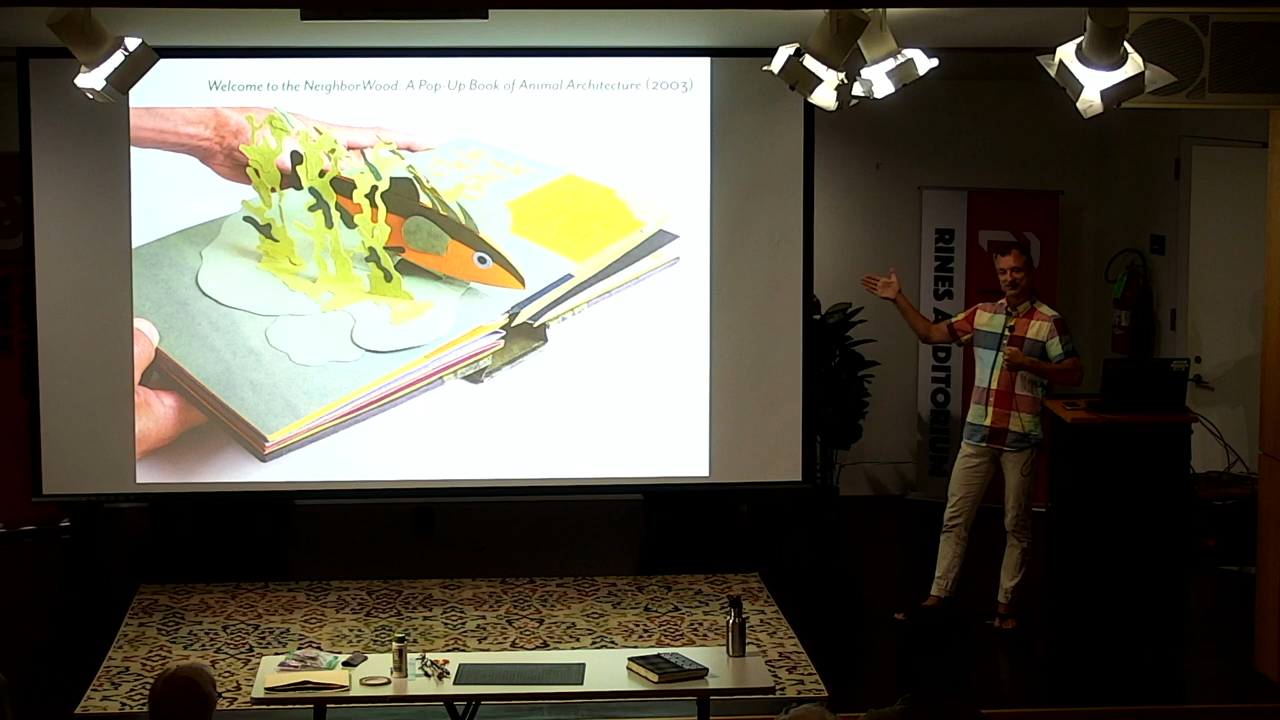 Welcome to the NeighborWood: A Pop-Up Book of Animal Architecture (2003)
RINES AUDITORIUM